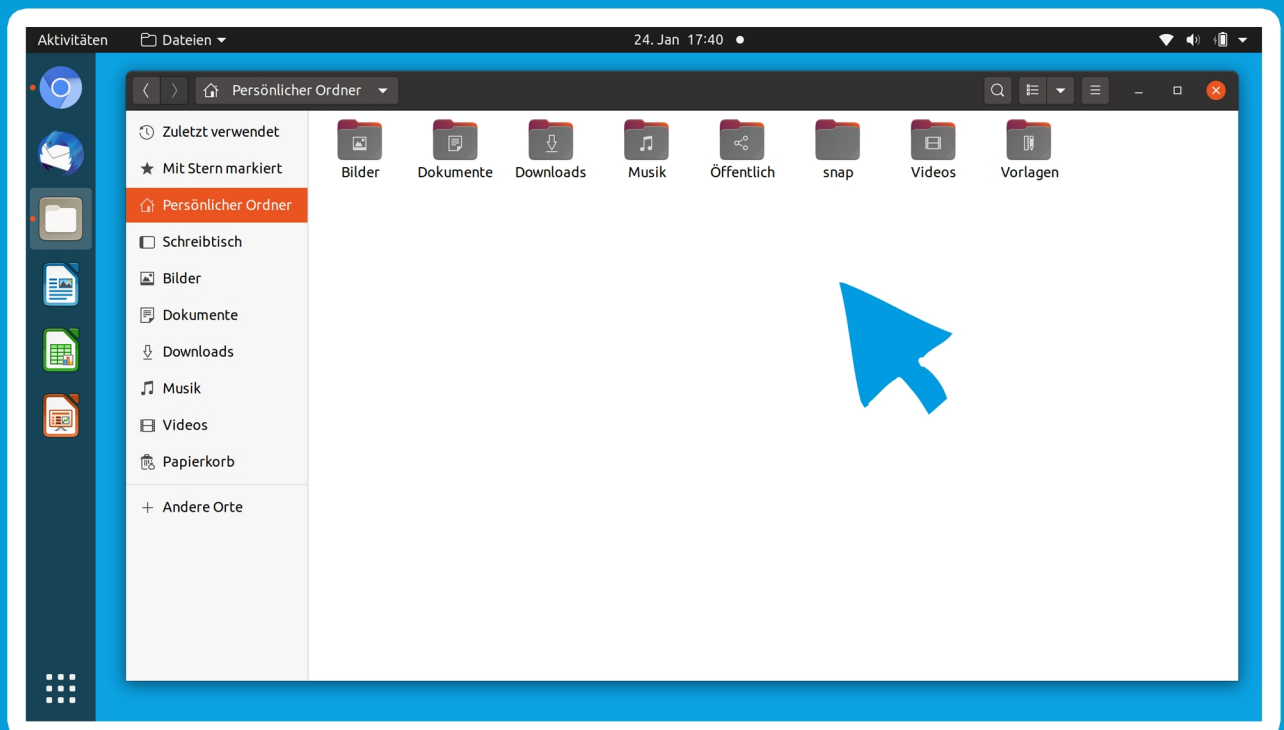 Aktivitäten Dateien 24. Jan 17:40
Persönlicher Ordner
Zuletzt verwendet
Mit Stern markiert
Persönlicher Ordner
Schreibtisch
Bilder
Dokumente
Downloads
Musik
Videos
Papierkorb
Andere Orte
Bilder Dokumente Downloads Musik Öffentlich snap Videos Vorlagen